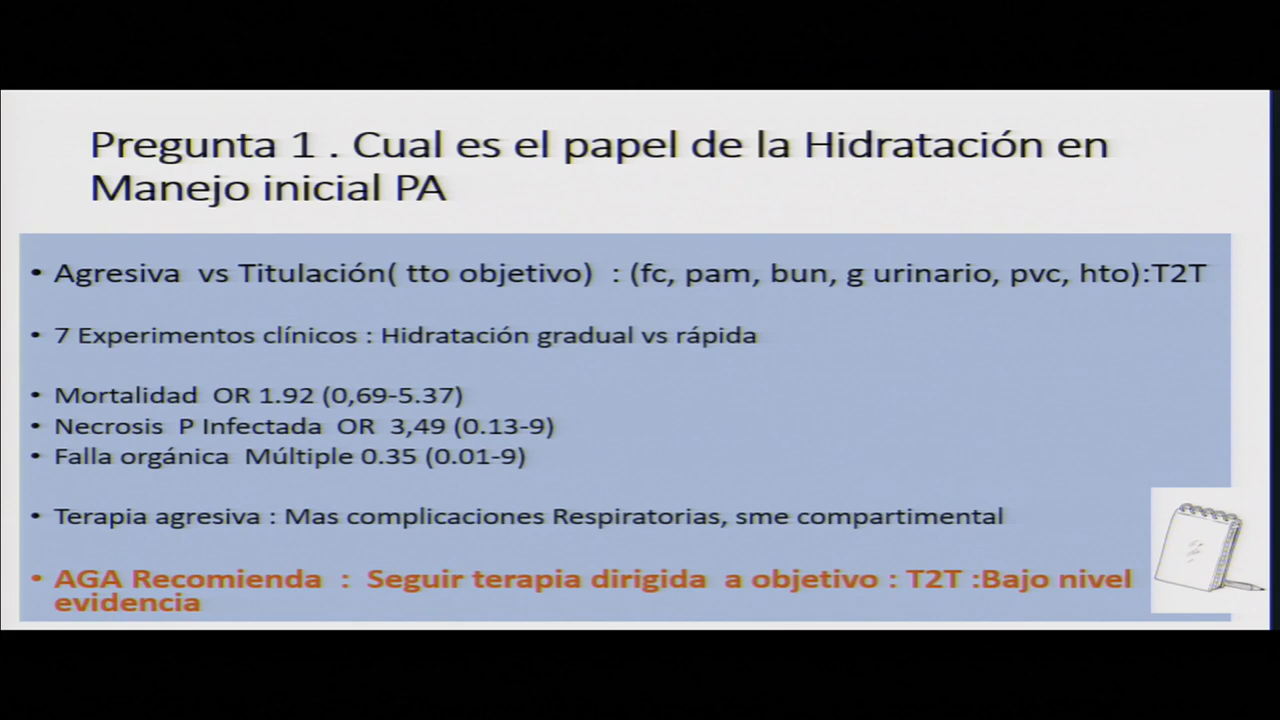 Pregunta 1 . Cual es el papel de la Hidratación en
Manejo inicial PA
• Agresiva vs Titulación( tto objetivo) : (fc, pam, bun, g urinario, pvc, hto):T2T
• 7 Experimentos clínicos : Hidratación gradual vs rápida
• Mortalidad OR 1.92 (0,69-5.37)
• Necrosis P Infectada OR 3,49 (0.13-9)
• Falla orgánica Múltiple 0.35 (0.01-9)
• Terapia agresiva : Mas complicaciones Respiratorias, sme compartimental
• AGA Recomienda : Seguir terapia dirigida a objetivo : T2T :Bajo nivel
evidencia